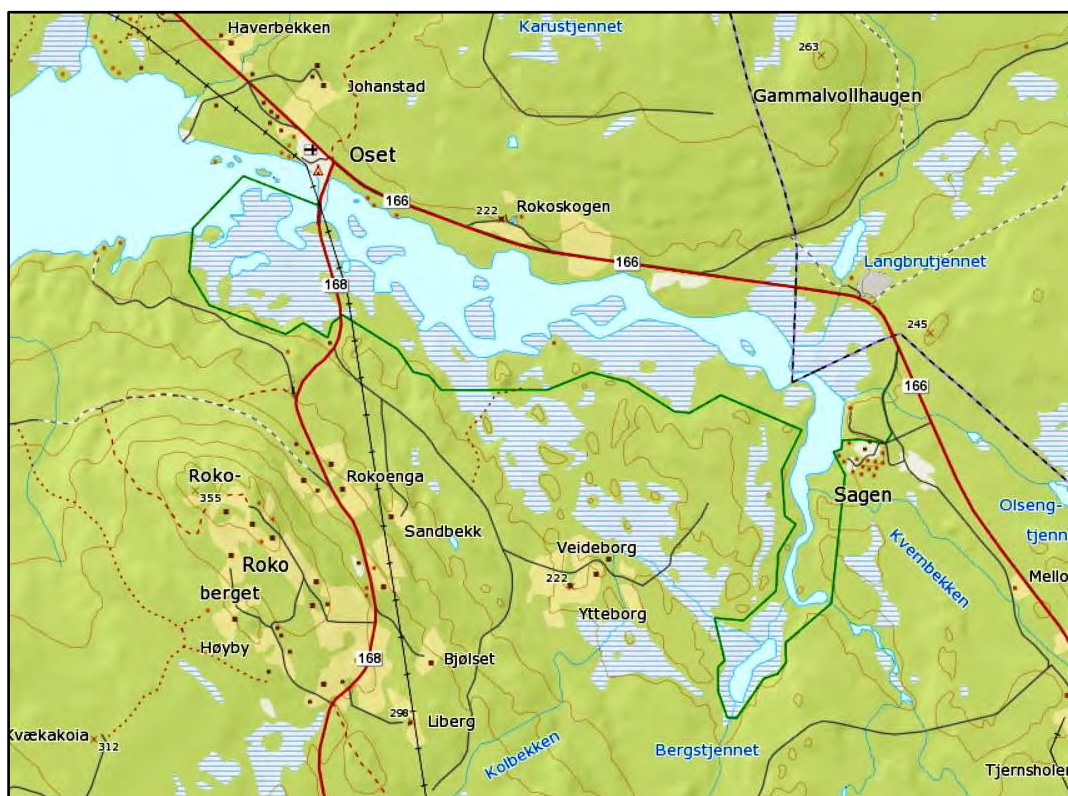 Haverbekken
Karustjennet
263
Johanstad
Gammalvollhaugen
Oset
166
222
Rokoskogen
166
Langbrutjennet
168
245
166
Roko-
355
Rokoenga
Sagen
Olseng-
tjenn
Sandbekk
Kvernbekken
Roko
berget
Veideborg
222
Mello
Ytteborg
Høyby
168
Bjølset
298
Liberg
Kvækakoia
312
Kolbekken
Bergstjennet
Tjernsholen